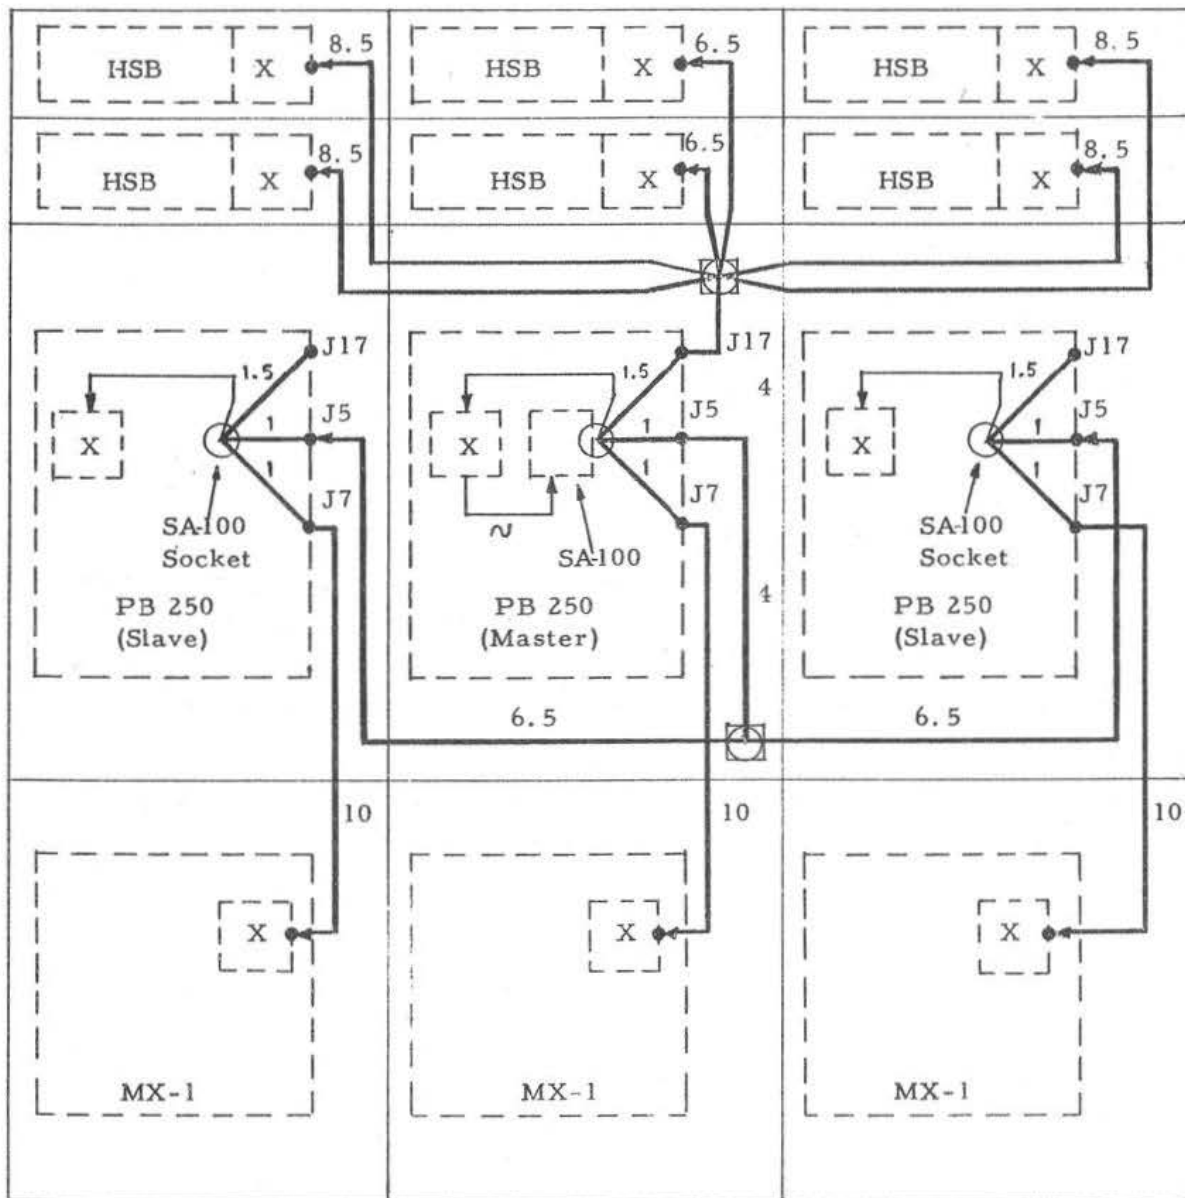 8.5 6.5 8.5
HSB X HSB X HSB X
8.5 6.5 8.5
HSB X HSB X HSB X
J17 J17 J17
1.5 1.5 4 1.5
J5 J5 J5
1 1 1
X X X
1 1 1
J7 J7 J7
~
SA-100 SA-100 SA-100
Socket Socket
PB 250 PB 250 4 PB 250
(Slave) (Master) (Slave)
6.5 6.5
10 10 10
X X X
MX-1 MX-1 MX-1